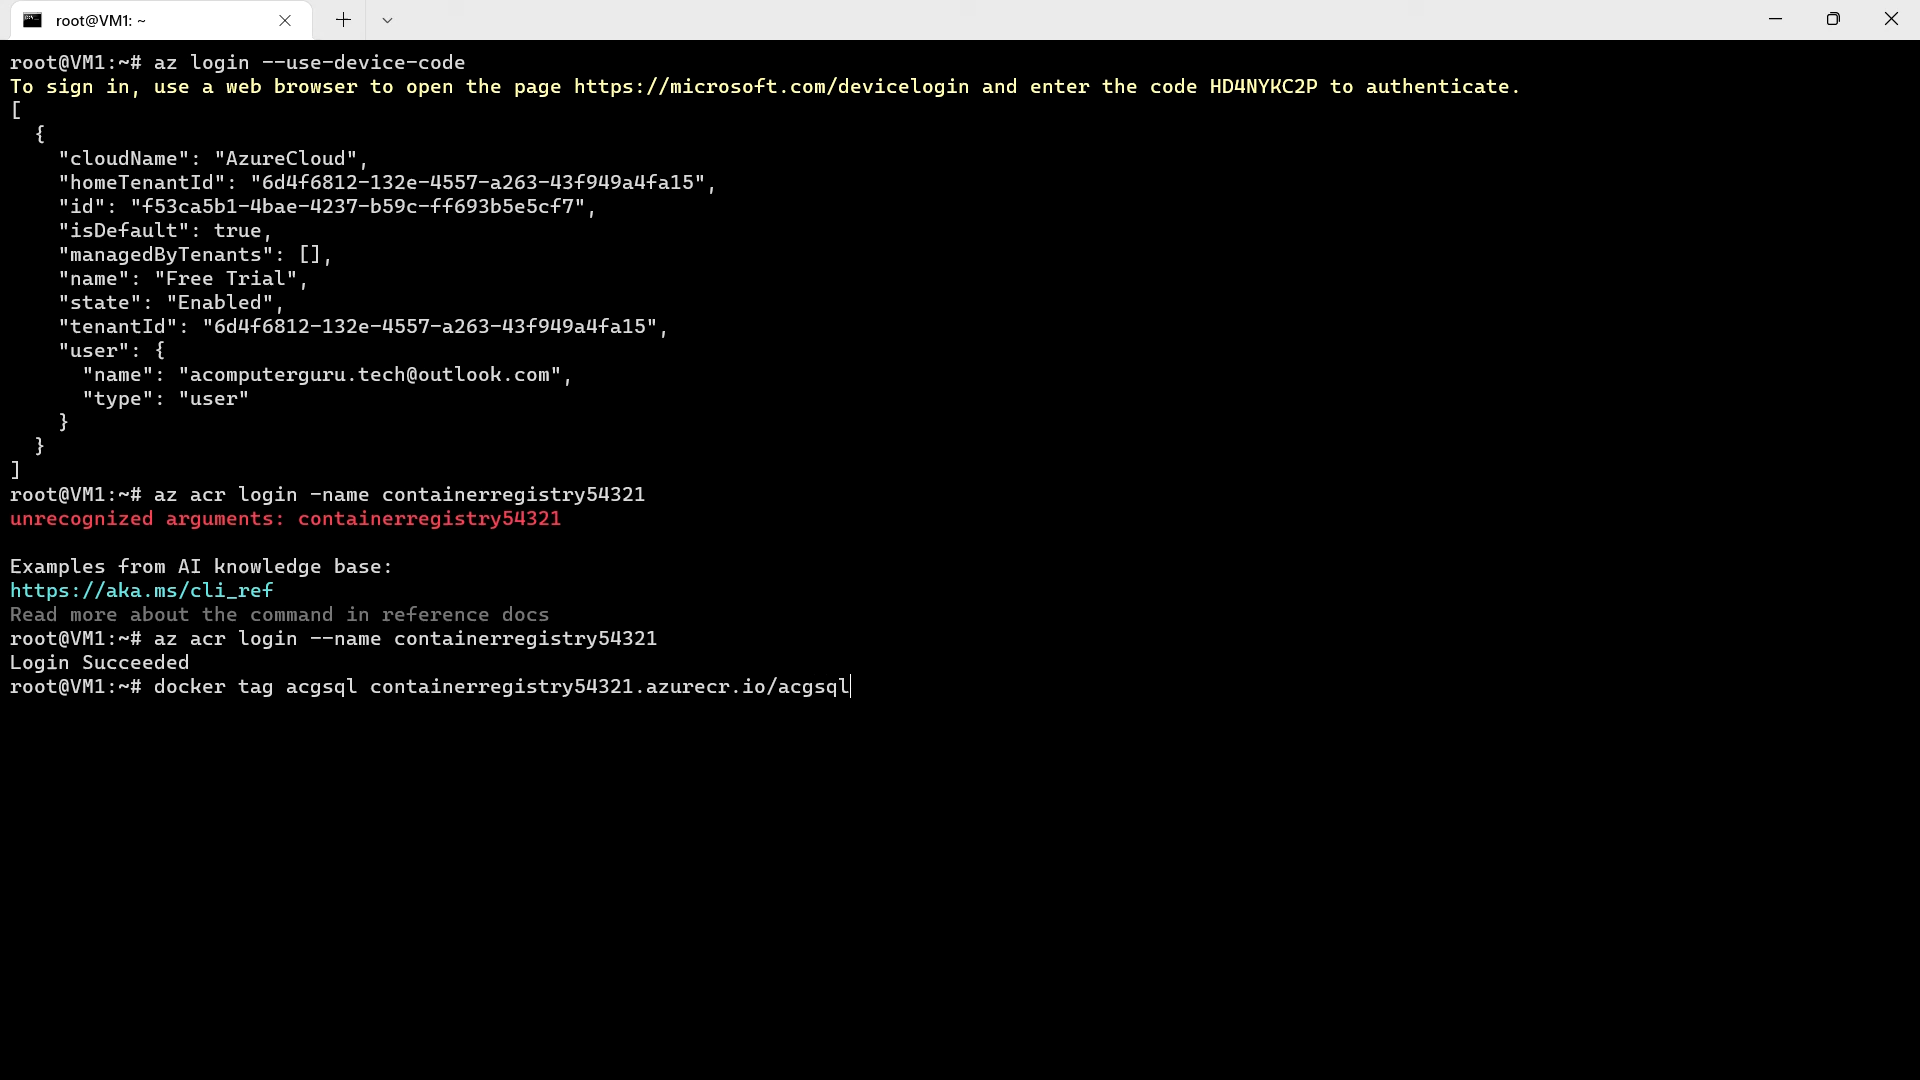 root@VM1: ~
root@VM1:~# az login --use-device-code
To sign in, use a web browser to open the page https://microsoft.com/devicelogin and enter the code HD4NYKC2P to authenticate.
[
  {
    "cloudName": "AzureCloud",
    "homeTenantId": "6d4f6812-132e-4557-a263-43f949a4fa15",
    "id": "f53ca5b1-4bae-4237-b59c-ff693b5e5cf7",
    "isDefault": true,
    "managedByTenants": [],
    "name": "Free Trial",
    "state": "Enabled",
    "tenantId": "6d4f6812-132e-4557-a263-43f949a4fa15",
    "user": {
      "name": "acomputerguru.tech@outlook.com",
      "type": "user"
    }
  }
]
root@VM1:~# az acr login -name containerregistry54321
unrecognized arguments: containerregistry54321

Examples from AI knowledge base:
https://aka.ms/cli_ref
Read more about the command in reference docs
root@VM1:~# az acr login --name containerregistry54321
Login Succeeded
root@VM1:~# docker tag acgsql containerregistry54321.azurecr.io/acgsql